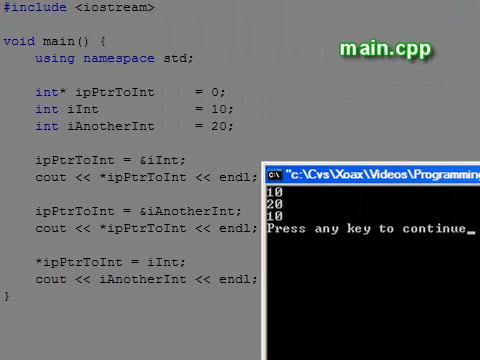 #include <iostream>
main.cpp
void main() {
    using namespace std;
    int* ipPtrToInt     = 0;
    int iInt            = 10;
    int iAnotherInt     = 20;
    ipPtrToInt = &iInt;
    cout << *ipPtrToInt << endl;
    ipPtrToInt = &iAnotherInt;
    cout << *ipPtrToInt << endl;
    *ipPtrToInt = iInt;
    cout << iAnotherInt << endl;
}
"c:\Cvs\Xoax\Videos\Programming
10
20
10
Press any key to continue_